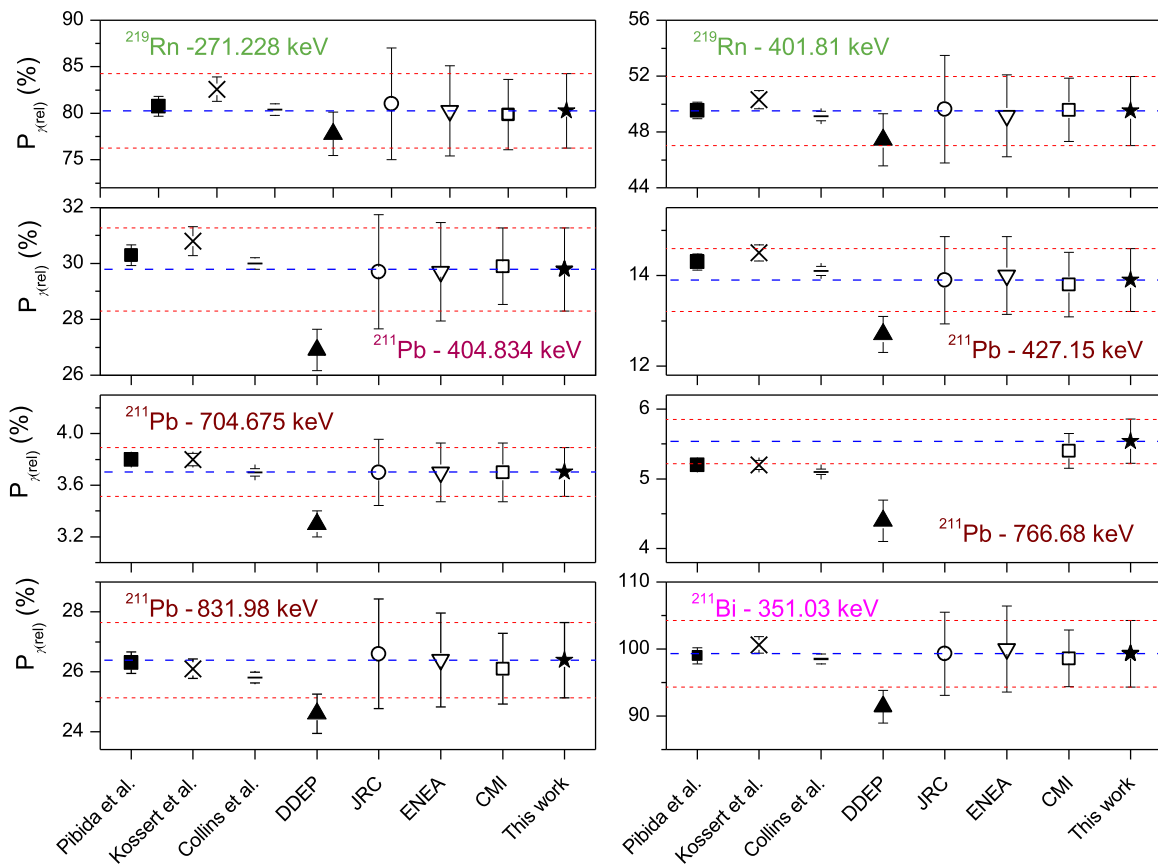 ²¹⁹Rn -271.228 keV
P γ(rel) (%)
90
85
80
75
²¹⁹Rn - 401.81 keV
56
52
48
44
P γ(rel) (%)
32
30
28
26
²¹¹Pb - 404.834 keV
14
12
²¹¹Pb - 427.15 keV
P γ(rel) (%)
4.0
3.6
3.2
²¹¹Pb - 704.675 keV
6
5
4
²¹¹Pb - 766.68 keV
P γ(rel) (%)
28
26
24
²¹¹Pb - 831.98 keV
110
100
90
²¹¹Bi - 351.03 keV
Pibida et al.
Kossert et al.
Collins et al.
DDEP
JRC
ENEA
CMI
This work
Pibida et al.
Kossert et al.
Collins et al.
DDEP
JRC
ENEA
CMI
This work